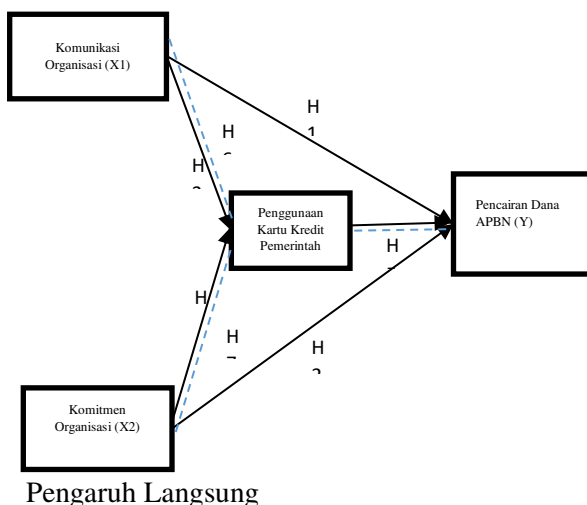 Komunikasi
Organisasi (X1)
H
1
H
H
Penggunaan
Kartu Kredit
Pemerintah
Pencairan Dana
APBN (Y)
H
H
H
H
Komitmen
Organisasi (X2)
Pengaruh Langsung